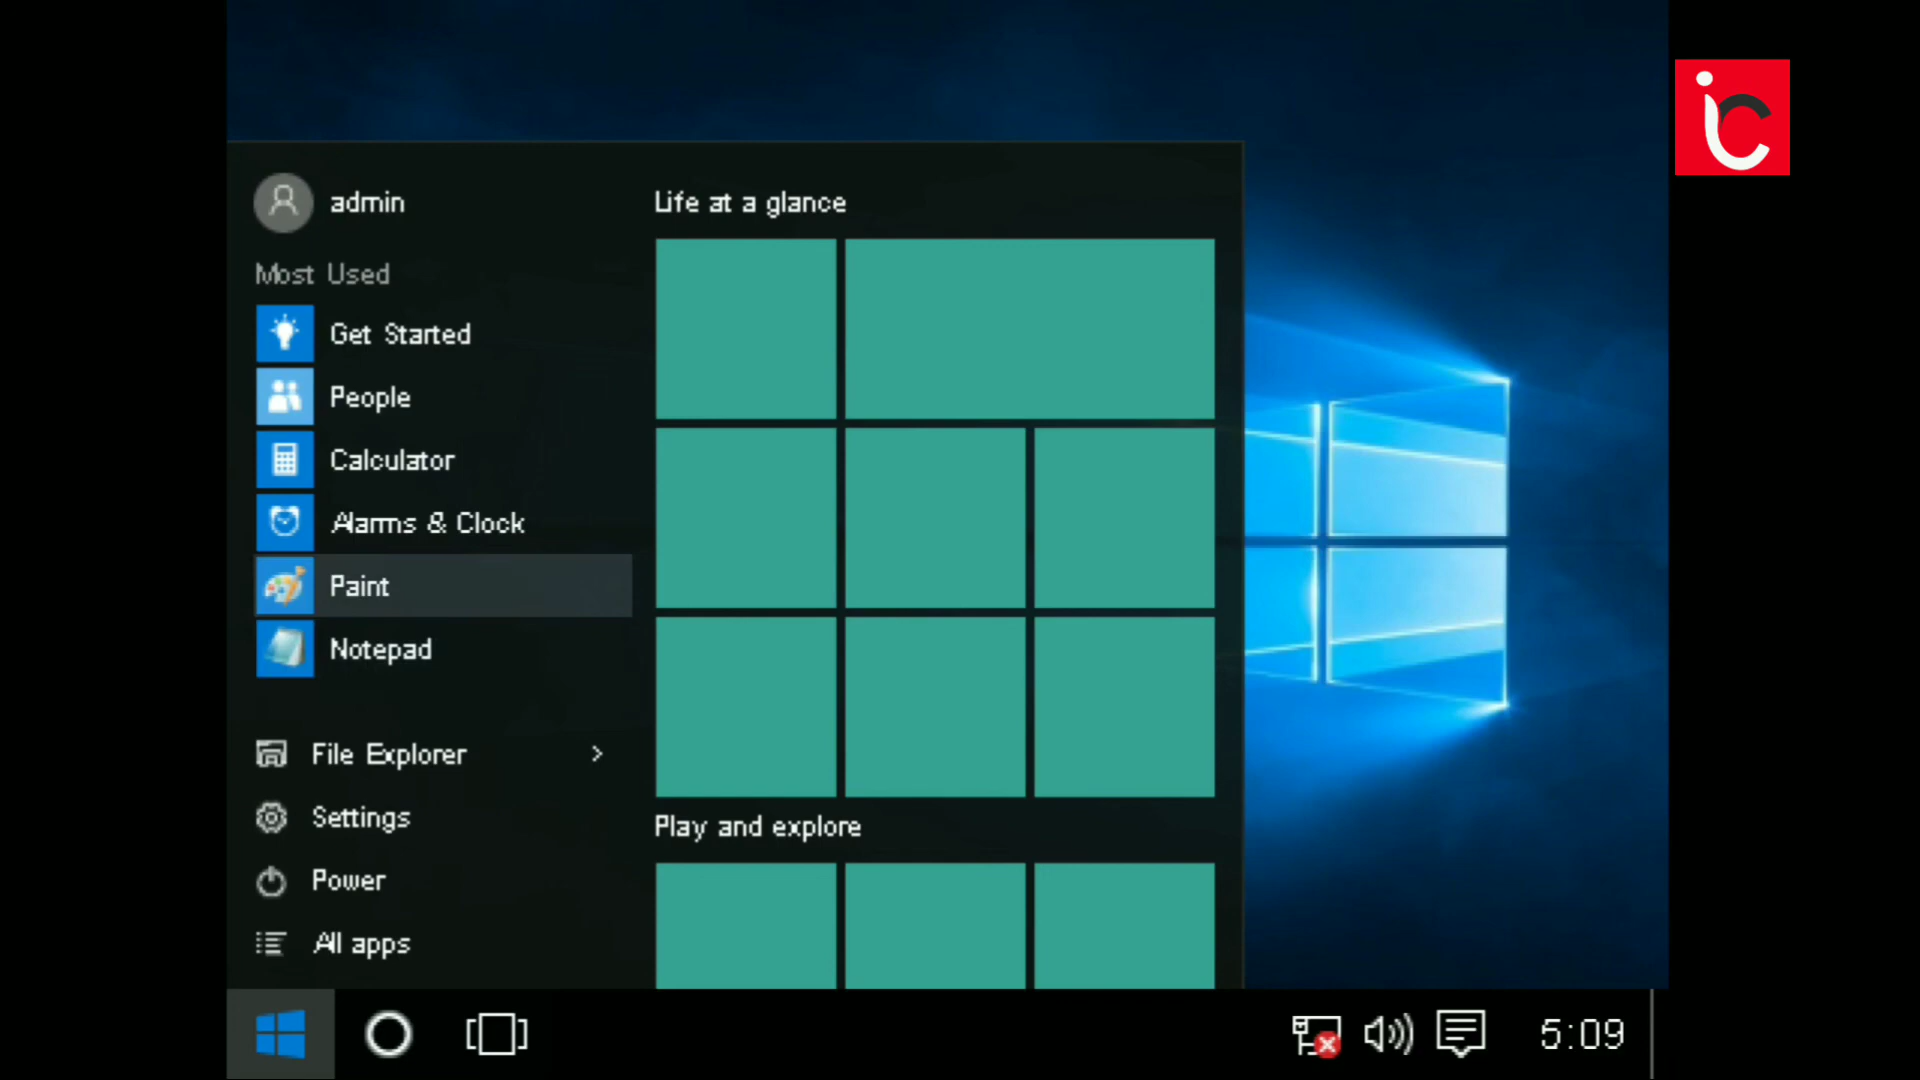 admin
Most Used
Get Started
People
Calculator
Alarms & Clock
Paint
Notepad
File Explorer
Settings
Power
All apps
Life at a glance
Play and explore
5:09
ic